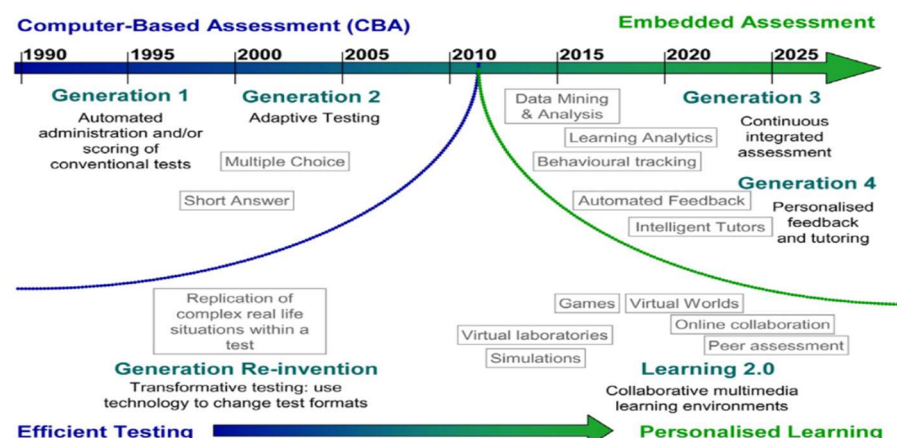 Computer-Based Assessment (CBA)
Embedded Assessment
1990 1995 2000 2005 2010 2015 2020 2025
Generation 1
Automated
administration and/or
scoring of
conventional tests
Generation 2
Adaptive Testing
Multiple Choice
Short Answer
Data Mining
& Analysis
Learning Analytics
Behavioural tracking
Generation 3
Continuous
integrated
assessment
Automated Feedback
Intelligent Tutors
Generation 4
Personalised
feedback
and tutoring
Replication of
complex real life
situations within a
test
Generation Re-invention
Transformative testing: use
technology to change test formats
Games
Virtual Worlds
Virtual laboratories
Online collaboration
Simulations
Peer assessment
Learning 2.0
Collaborative multimedia
learning environments
Efficient Testing
Personalised Learning